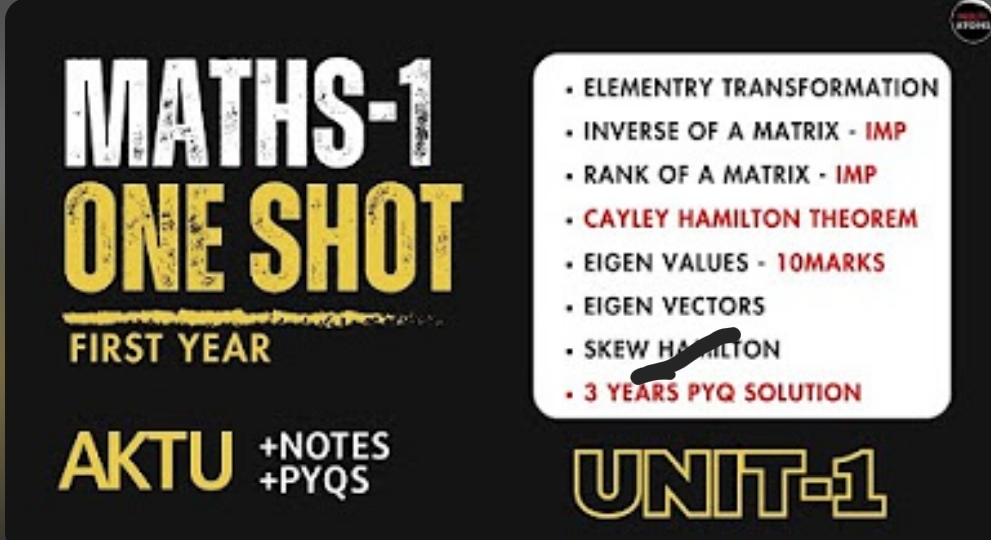 MATHS-1
ONE SHOT
FIRST YEAR
AKTU
+NOTES
+PYQS
• ELEMENTRY TRANSFORMATION
• INVERSE OF A MATRIX - IMP
• RANK OF A MATRIX - IMP
• CAYLEY HAMILTON THEOREM
• EIGEN VALUES - 10MARKS
• EIGEN VECTORS
• SKEW HAMILTON
• 3 YEARS PYQ SOLUTION
UNIT-1